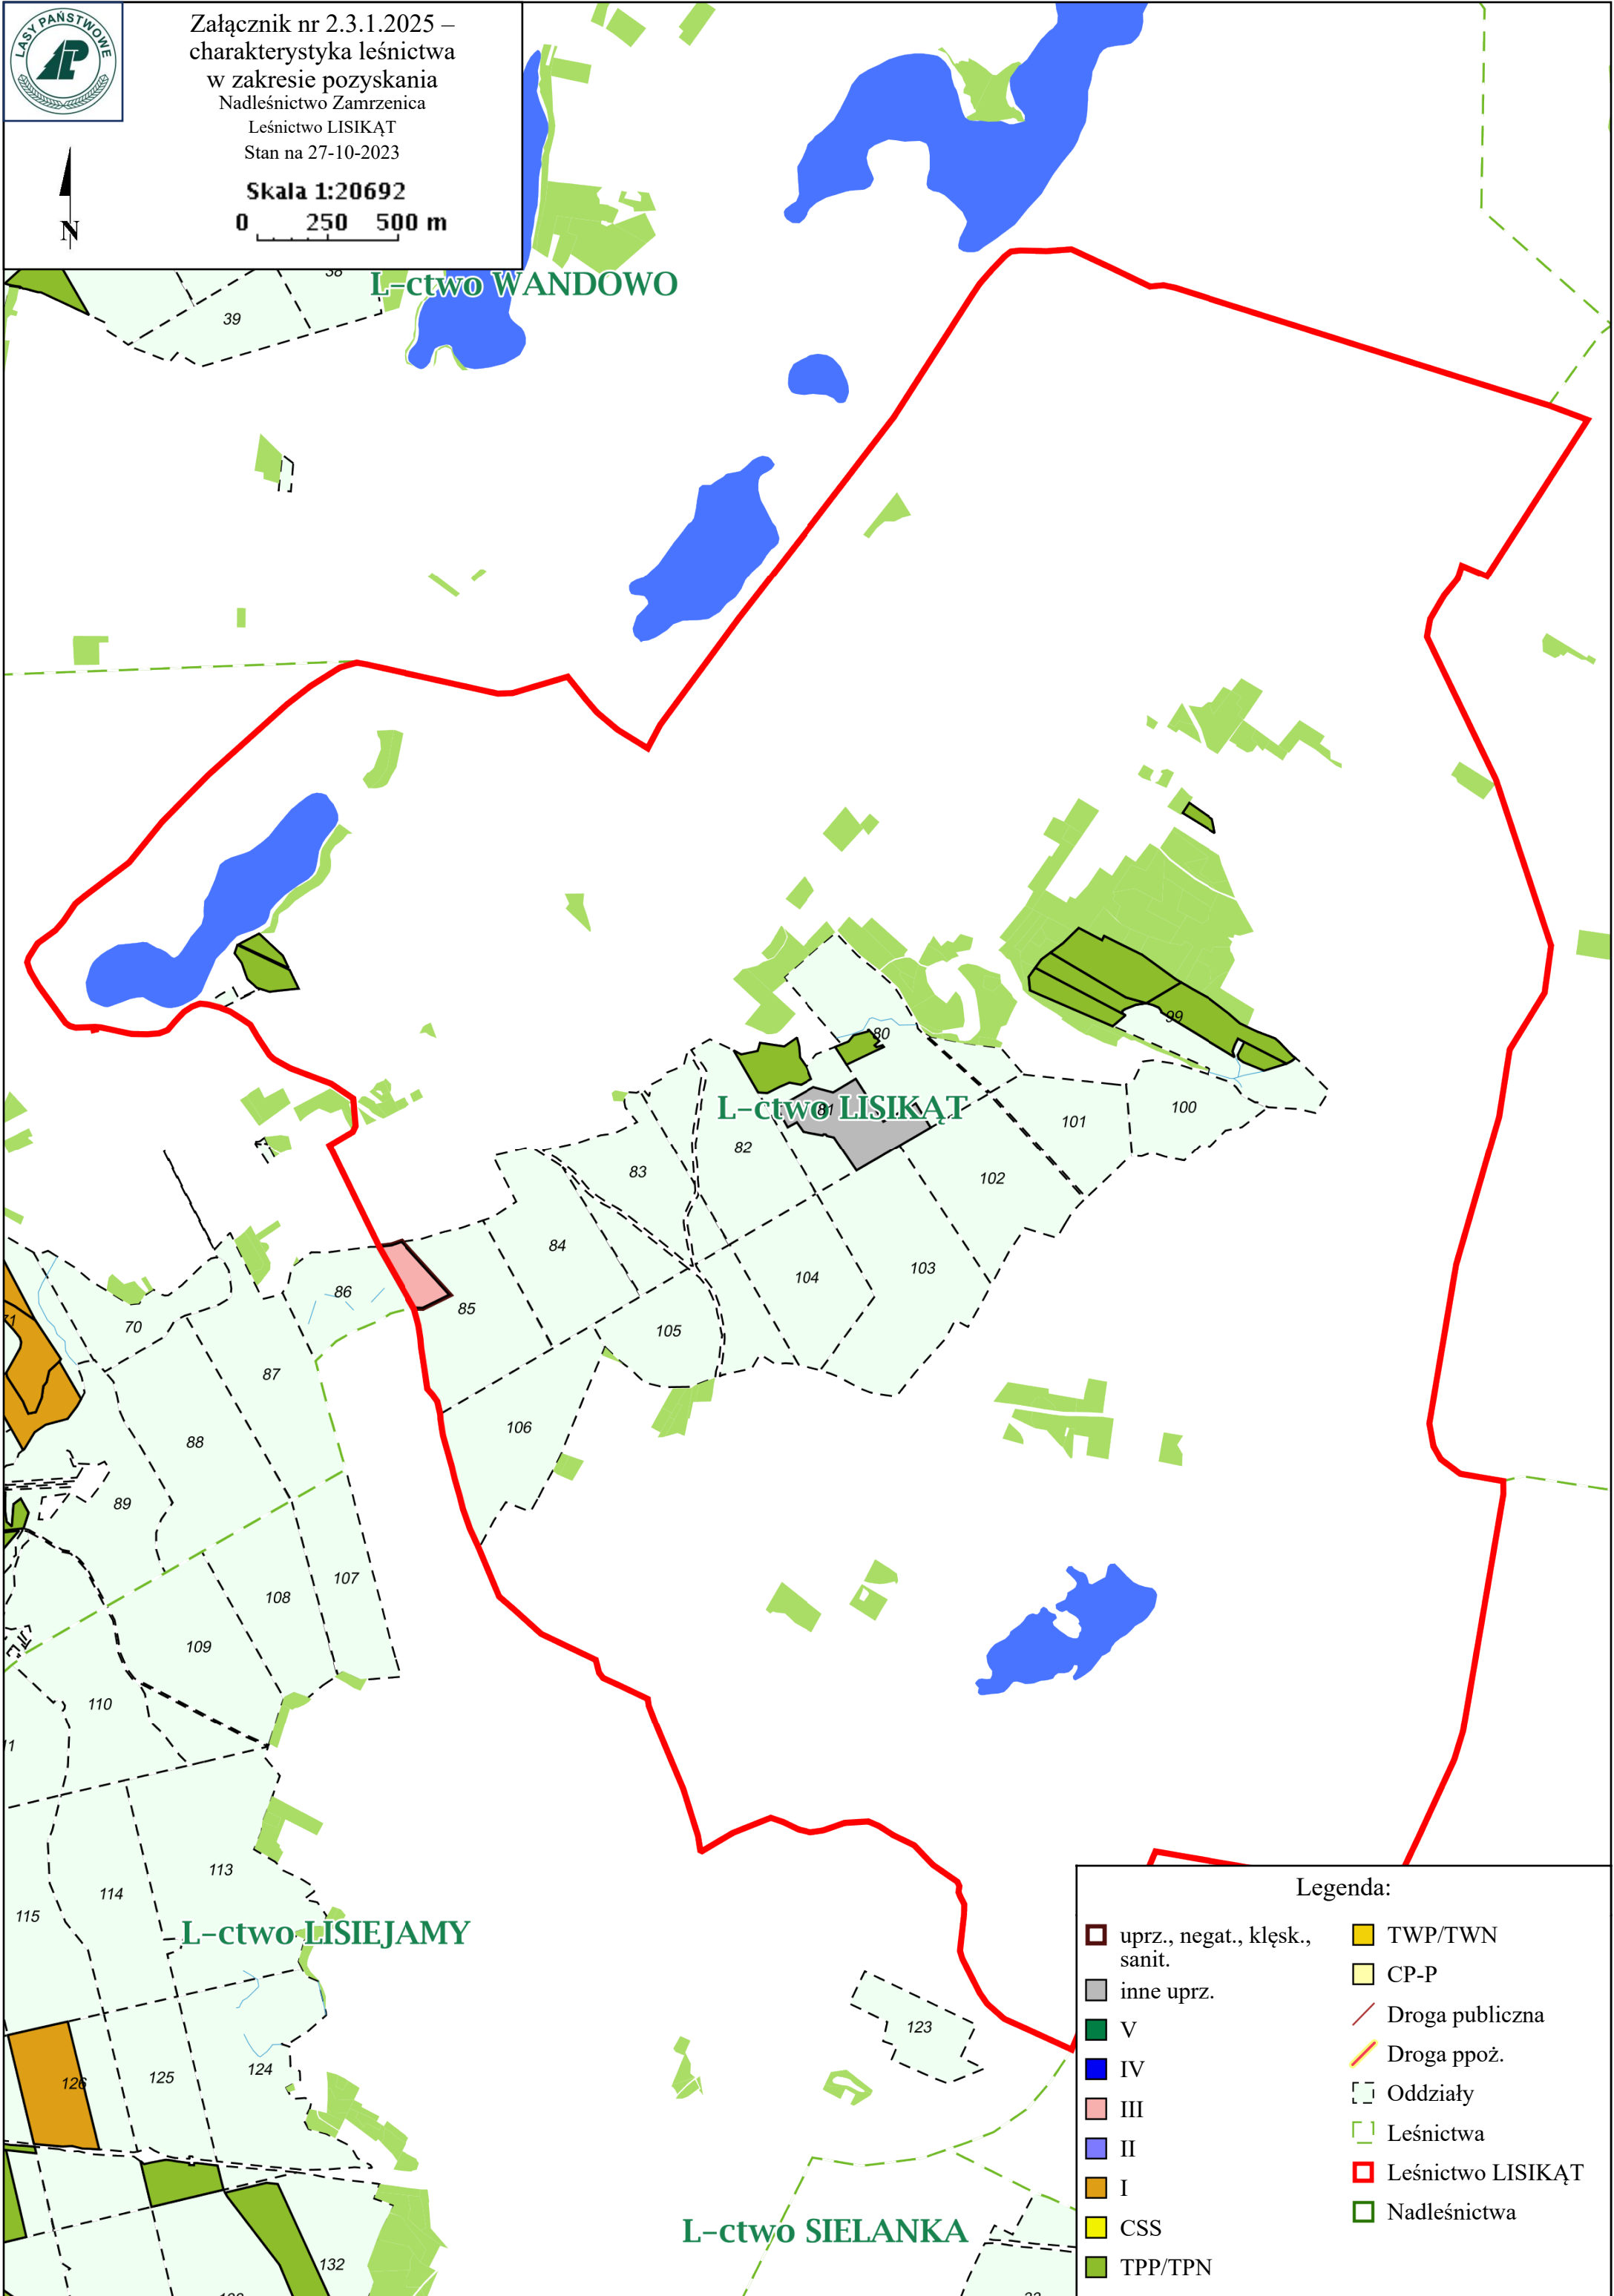 LASY PAŃSTWOWE
Załącznik nr 2.3.1.2025 –
charakterystyka leśnictwa
w zakresie pozyskania
Nadleśnictwo Zamrzenica
Leśnictwo LISIKĄT
Stan na 27-10-2023
Skala 1:20692
0 250 500 m
N
38
L-ctwo WANDOWO
39
99
80
L-ctwo LISIKĄT
81
100
101
82
83
102
84
103
104
86
85
105
70
71
87
106
88
89
107
108
109
110
11
113
114
115
L-ctwo LISIEJAMY
123
124
125
126
L-ctwo SIELANKA
132
Legenda:
uprz., negat., klęsk.,
sanit.
inne uprz.
V
IV
III
II
I
CSS
TPP/TPN
TWP/TWN
CP-P
Droga publiczna
Droga ppoż.
Oddziały
Leśnictwa
Leśnictwo LISIKĄT
Nadleśnictwa